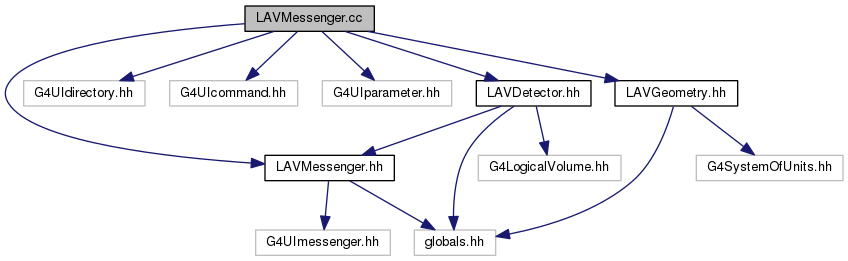 LAVMessenger.cc
G4UIdirectory.hh
G4UIcommand.hh
G4UIparameter.hh
LAVDetector.hh
LAVGeometry.hh
LAVMessenger.hh
G4LogicalVolume.hh
G4SystemOfUnits.hh
G4UImessenger.hh
globals.hh